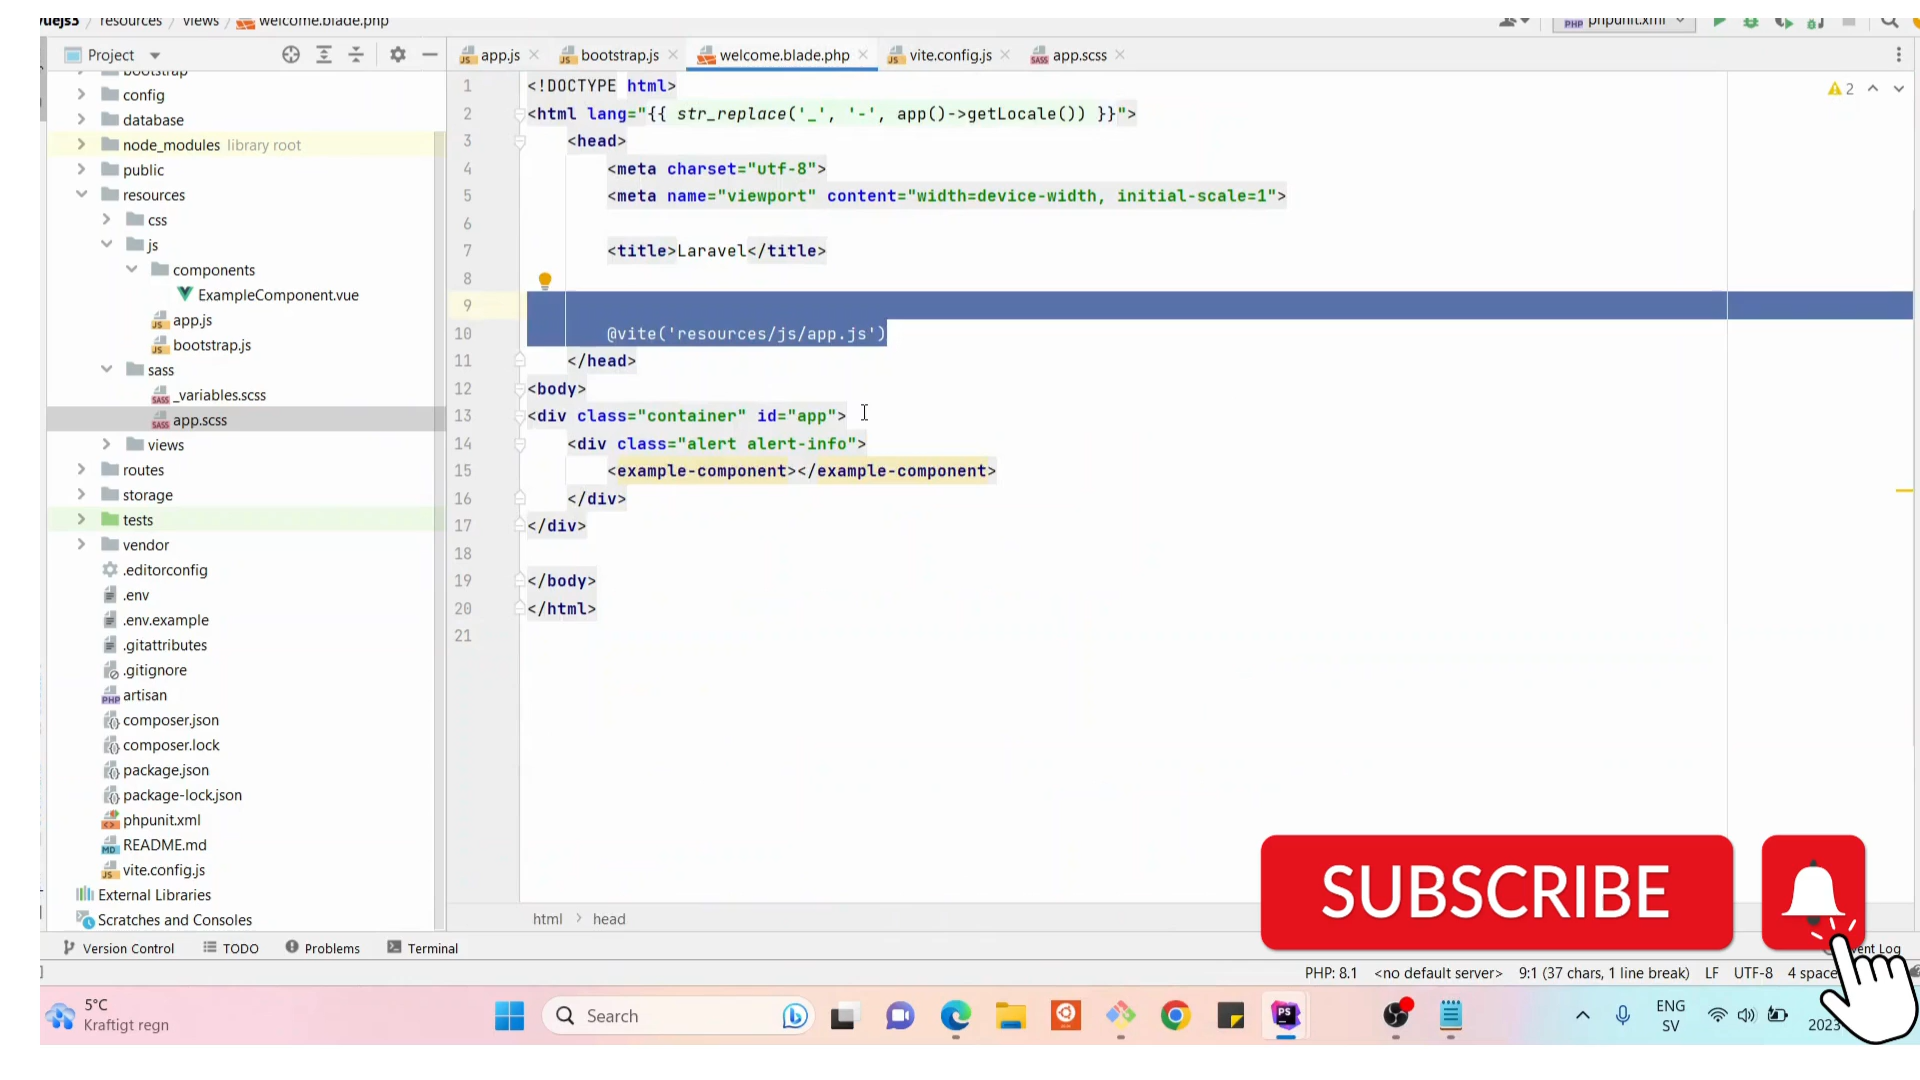 vuejs3 / resources / views / welcome.blade.php
phpunit.xml
Project
app.js
bootstrap.js
welcome.blade.php
vite.config.js
app.scss
bootstrap
config
database
node_modules library root
public
resources
css
js
components
ExampleComponent.vue
app.js
bootstrap.js
sass
_variables.scss
app.scss
views
routes
storage
tests
vendor
.editorconfig
.env
.env.example
.gitattributes
.gitignore
artisan
composer.json
composer.lock
package.json
package-lock.json
phpunit.xml
README.md
vite.config.js
External Libraries
Scratches and Consoles
2
1 <!DOCTYPE html>
2 <html lang="{{ str_replace('_', '-', app()->getLocale()) }}">
3 <head>
4 <meta charset="utf-8">
5 <meta name="viewport" content="width=device-width, initial-scale=1">
6
7 <title>Laravel</title>
8
9
10 @vite('resources/js/app.js')
11 </head>
12 <body>
13 <div class="container" id="app">
14 <div class="alert alert-info">
15 <example-component></example-component>
16 </div>
17 </div>
18
19 </body>
20 </html>
21
html > head
SUBSCRIBE
Version Control
TODO
Problems
Terminal
ent Log
PHP: 8.1 <no default server> 9:1 (37 chars, 1 line break) LF UTF-8 4 space
5°C
Kraftigt regn
Search
ENG
SV
2023